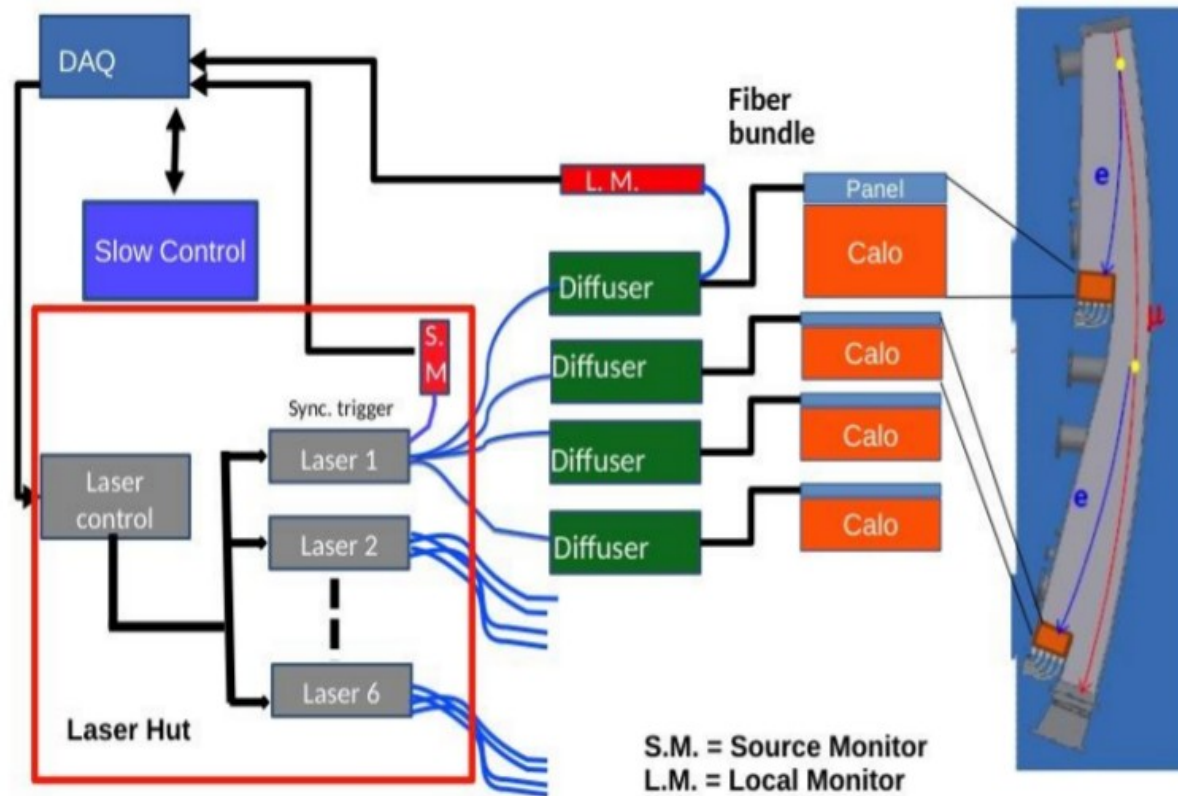 DAQ
Slow Control
L. M.
Fiber
bundle
Panel
Calo
Diffuser
Calo
Diffuser
Calo
Diffuser
Calo
Diffuser
S.
M
Sync. trigger
Laser 1
Laser
control
Laser 2
Laser 6
Laser Hut
S.M. = Source Monitor
L.M. = Local Monitor
e
μ
e